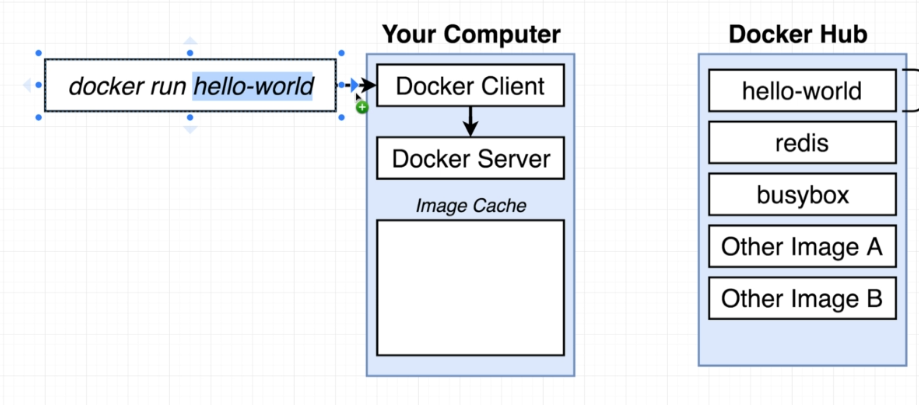 Your Computer
Docker Hub
docker run hello-world
Docker Client
Docker Server
Image Cache
hello-world
redis
busybox
Other Image A
Other Image B